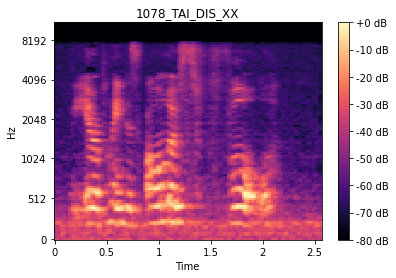 1078_TAI_DIS_XX
+0 dB
8192
-10 dB
4096
-20 dB
-30 dB
2048
Hz
-40 dB
1024
-50 dB
512
-60 dB
-70 dB
0
-80 dB
0 0.5 1 1.5 2 2.5
Time